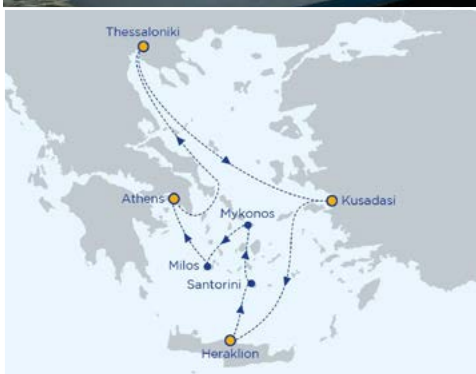 Thessaloniki
Athens
Kusadasi
Mykonos
Milos
Santorini
Heraklion